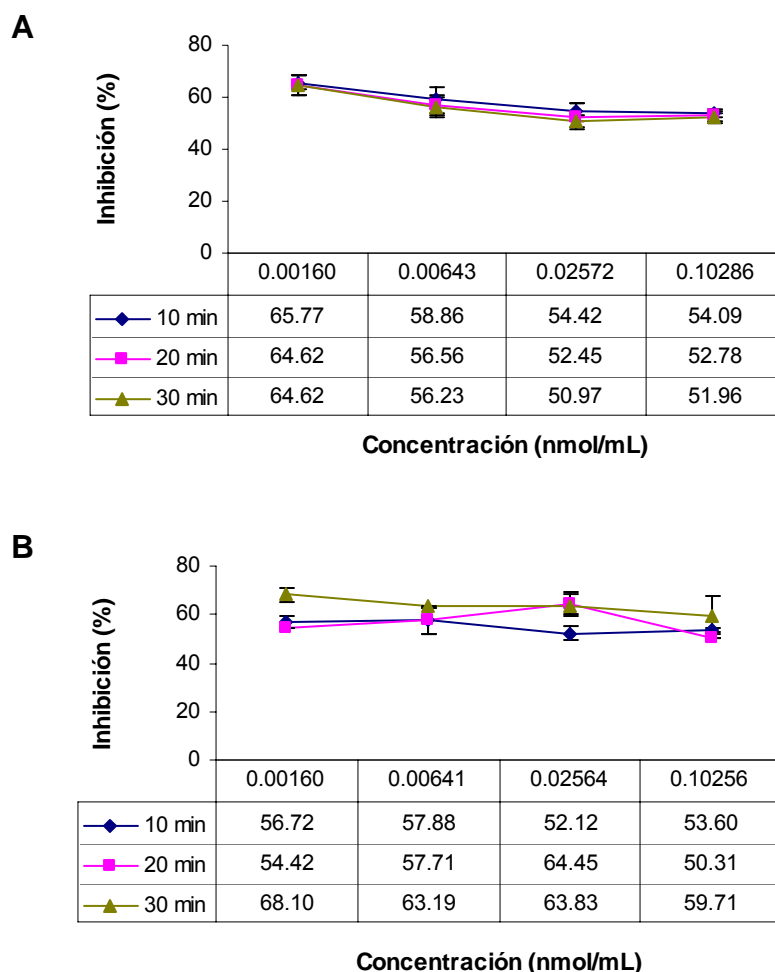 A
80
60
40
20
0
Inhibición (%)
0.00160 0.00643 0.02572 0.10286
10 min 65.77 58.86 54.42 54.09
20 min 64.62 56.56 52.45 52.78
30 min 64.62 56.23 50.97 51.96
Concentración (nmol/mL)
B
80
60
40
20
0
Inhibición (%)
0.00160 0.00641 0.02564 0.10256
10 min 56.72 57.88 52.12 53.60
20 min 54.42 57.71 64.45 50.31
30 min 68.10 63.19 63.83 59.71
Concentración (nmol/mL)